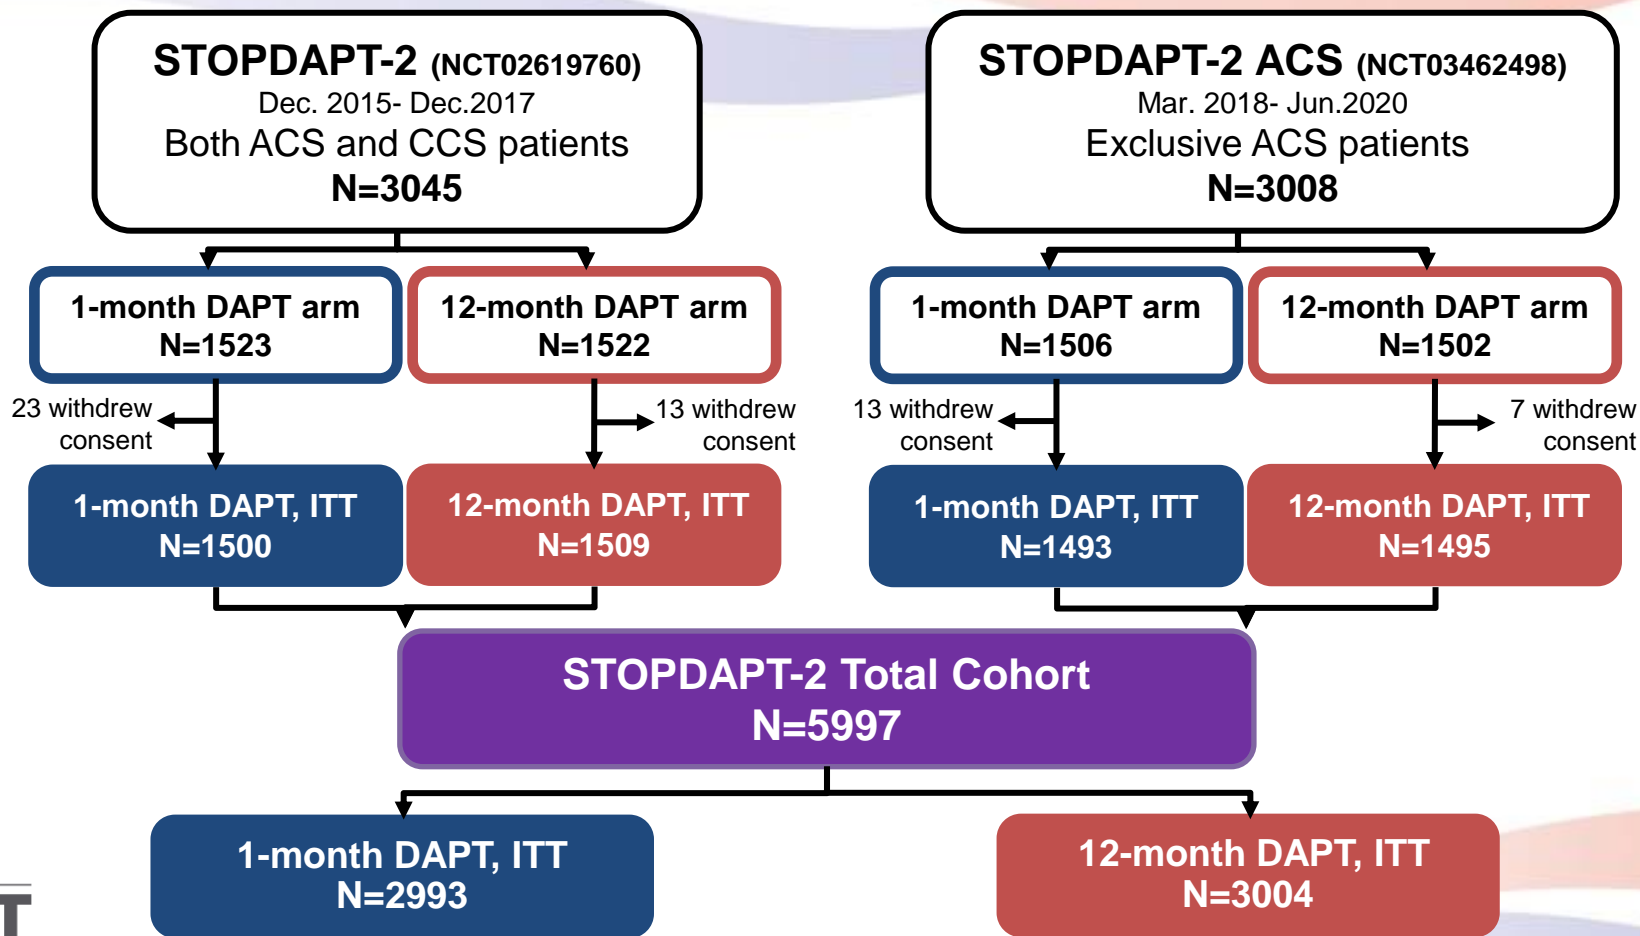 STOPDAPT-2 (NCT02619760)
Dec. 2015- Dec.2017
Both ACS and CCS patients
N=3045
STOPDAPT-2 ACS (NCT03462498)
Mar. 2018- Jun.2020
Exclusive ACS patients
N=3008
1-month DAPT arm
N=1523
12-month DAPT arm
N=1522
1-month DAPT arm
N=1506
12-month DAPT arm
N=1502
23 withdrew
consent
13 withdrew
consent
13 withdrew
consent
7 withdrew
consent
1-month DAPT, ITT
N=1500
12-month DAPT, ITT
N=1509
1-month DAPT, ITT
N=1493
12-month DAPT, ITT
N=1495
STOPDAPT-2 Total Cohort
N=5997
1-month DAPT, ITT
N=2993
12-month DAPT, ITT
N=3004
T